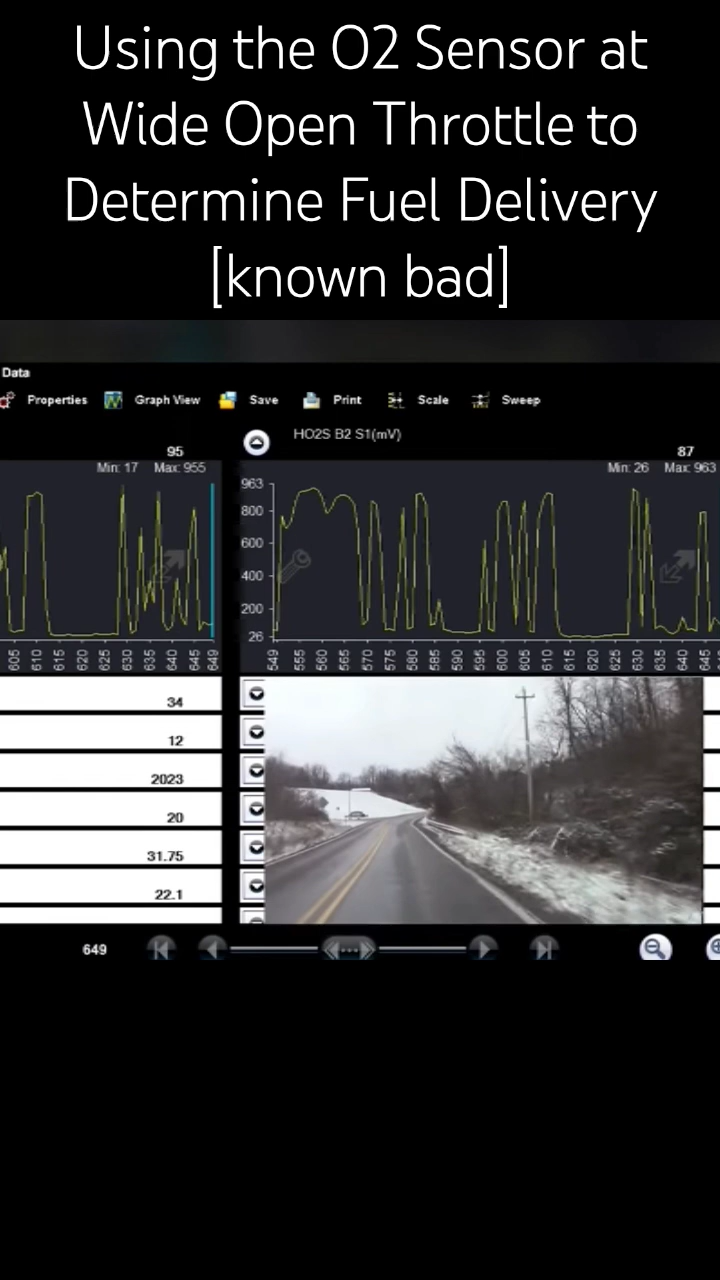 Using the O2 Sensor at
Wide Open Throttle to
Determine Fuel Delivery
[known bad]
Data
Properties Graph View Save Print Scale Sweep
HO2S B2 S1(mV)
95 87
Min: 17 Max: 955 Min: 26 Max: 963
963
800
600
400
200
26
605 610 615 620 625 630 635 640 645 649 549 555 560 565 570 575 580 585 590 595 600 605 610 615 620 625 630 635 640 645
34
12
2023
20
31.75
22.1
649